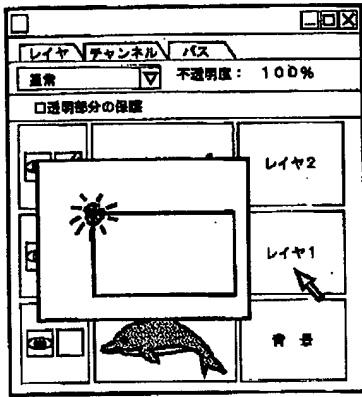 レイヤ チャンネル パス
通常 不透明度： 100％
透明部分の保護
レイヤ2
レイヤ1
背景